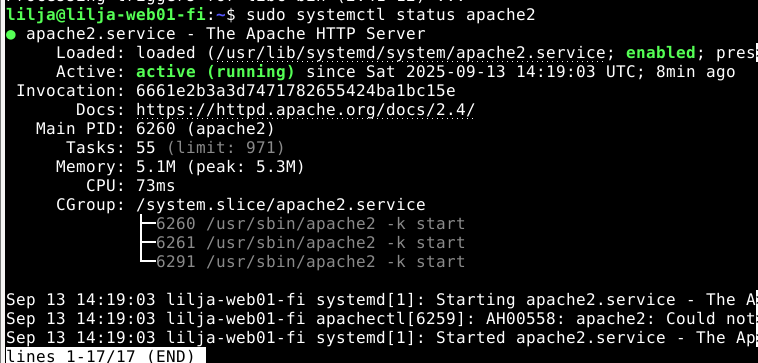 lilja@lilja-web01-fi:~$ sudo systemctl status apache2
● apache2.service - The Apache HTTP Server
     Loaded: loaded (/usr/lib/systemd/system/apache2.service; enabled; pres
     Active: active (running) since Sat 2025-09-13 14:19:03 UTC; 8min ago
 Invocation: 6661e2b3a3d7471782655424ba1bc15e
       Docs: https://httpd.apache.org/docs/2.4/
   Main PID: 6260 (apache2)
      Tasks: 55 (limit: 971)
     Memory: 5.1M (peak: 5.3M)
        CPU: 73ms
     CGroup: /system.slice/apache2.service
             ├─6260 /usr/sbin/apache2 -k start
             ├─6261 /usr/sbin/apache2 -k start
             └─6291 /usr/sbin/apache2 -k start
Sep 13 14:19:03 lilja-web01-fi systemd[1]: Starting apache2.service - The A
Sep 13 14:19:03 lilja-web01-fi apachectl[6259]: AH00558: apache2: Could not
Sep 13 14:19:03 lilja-web01-fi systemd[1]: Started apache2.service - The Ap
lines 1-17/17 (END)